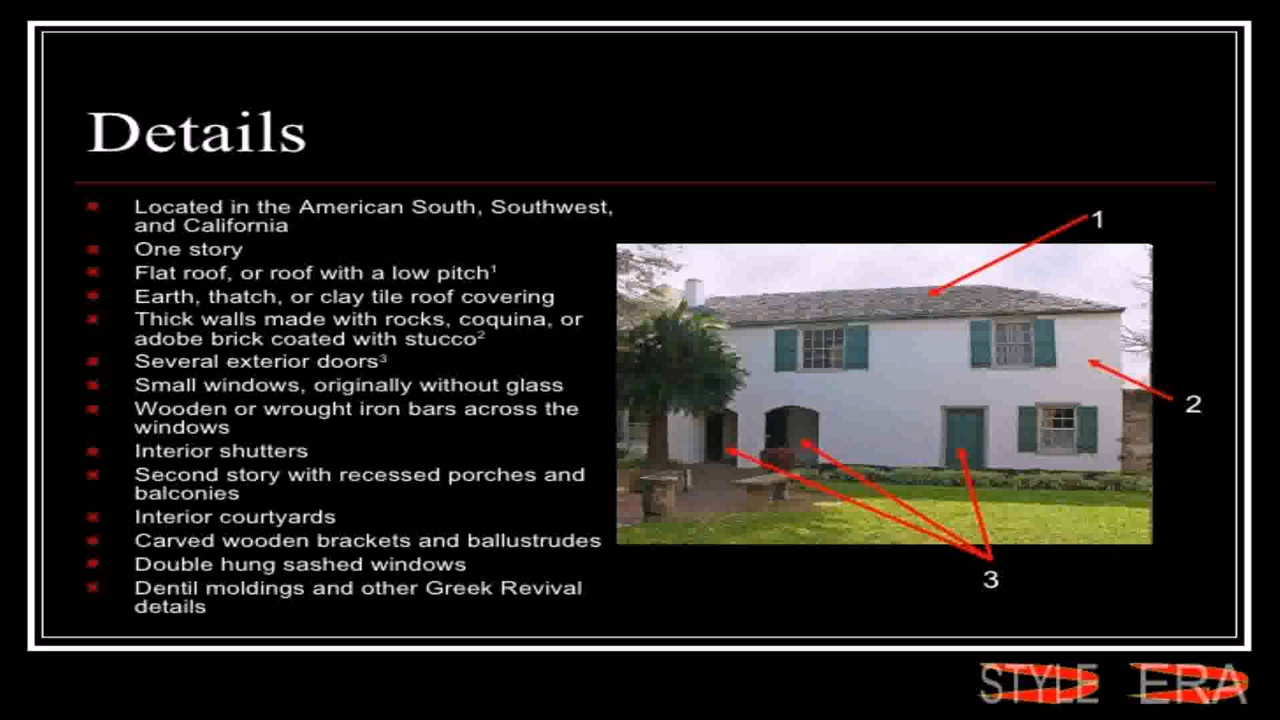 Details
Located in the American South, Southwest,
and California
One story
Flat roof, or roof with a low pitch¹
Earth, thatch, or clay tile roof covering
Thick walls made with rocks, coquina, or
adobe brick coated with stucco²
Several exterior doors³
Small windows, originally without glass
Wooden or wrought iron bars across the
windows
Interior shutters
Second story with recessed porches and
balconies
Interior courtyards
Carved wooden brackets and ballustrudes
Double hung sashed windows
Dentil moldings and other Greek Revival
details
1
2
3
STYLE ERA